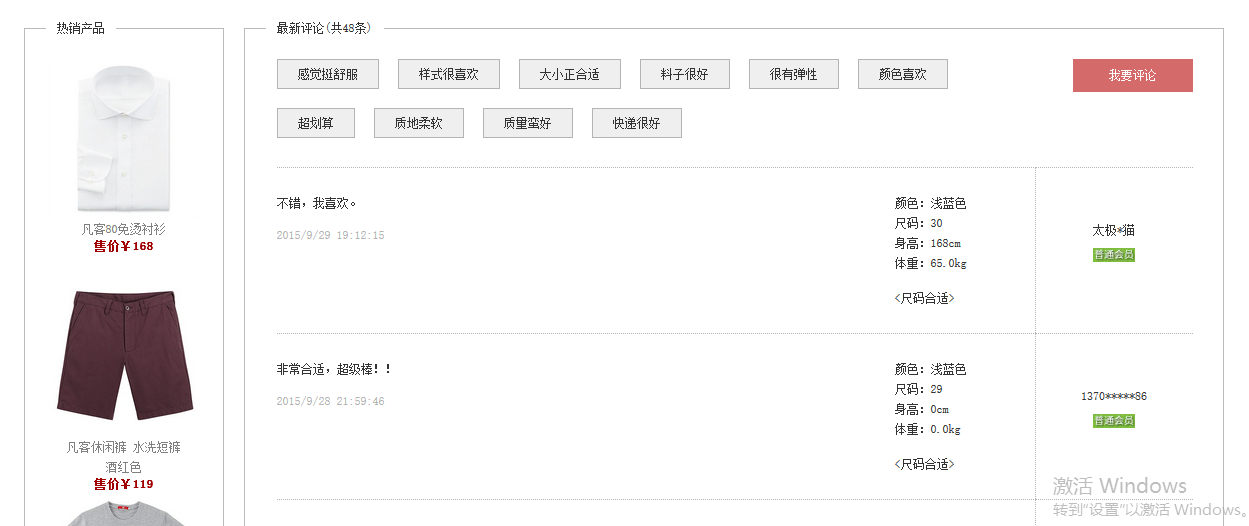 热销产品
凡客80免烫衬衫
售价￥168
凡客休闲裤 水洗短裤
酒红色
售价￥119
最新评论(共48条)
感觉挺舒服 样式很喜欢 大小正合适 料子很好 很有弹性 颜色喜欢
我要评论
超划算 质地柔软 质量蛮好 快递很好
不错，我喜欢。
2015/9/29 19:12:15
颜色：浅蓝色
尺码：30
身高：168cm
体重：65.0kg
<尺码合适>
太极*猫
普通会员
非常合适，超级棒！！
2015/9/28 21:59:46
颜色：浅蓝色
尺码：29
身高：0cm
体重：0.0kg
<尺码合适>
1370*****86
普通会员
激活 Windows
转到“设置”以激活 Windows。